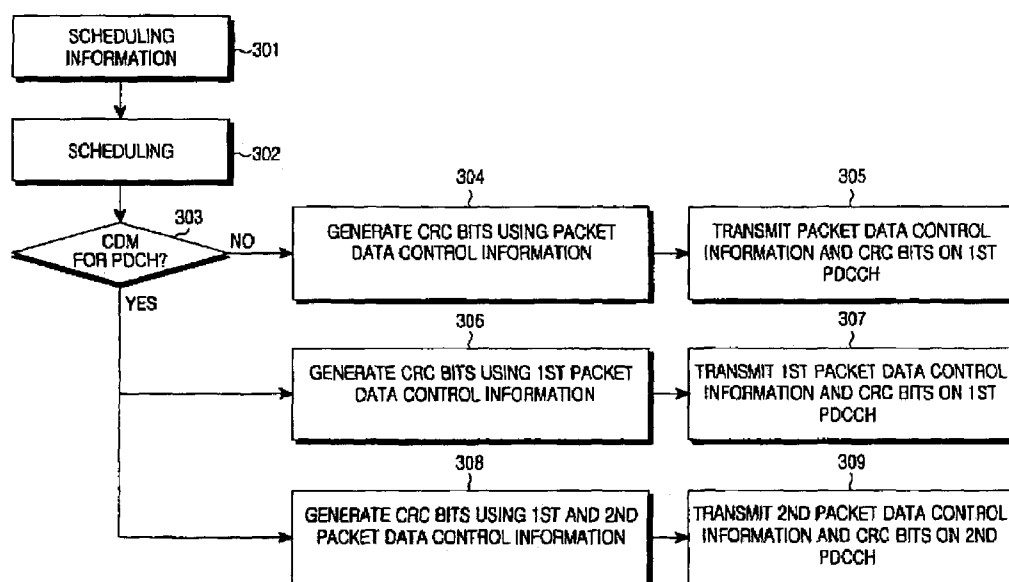 SCHEDULING
INFORMATION
301
SCHEDULING
302
303
CDM
FOR PDCH?
NO
YES
304
GENERATE CRC BITS USING PACKET
DATA CONTROL INFORMATION
305
TRANSMIT PACKET DATA CONTROL
INFORMATION AND CRC BITS ON 1ST
PDCCH
306
GENERATE CRC BITS USING 1ST PACKET
DATA CONTROL INFORMATION
307
TRANSMIT 1ST PACKET DATA CONTROL
INFORMATION AND CRC BITS ON 1ST
PDCCH
308
GENERATE CRC BITS USING 1ST AND 2ND
PACKET DATA CONTROL INFORMATION
309
TRANSMIT 2ND PACKET DATA CONTROL
INFORMATION AND CRC BITS ON 2ND
PDCCH